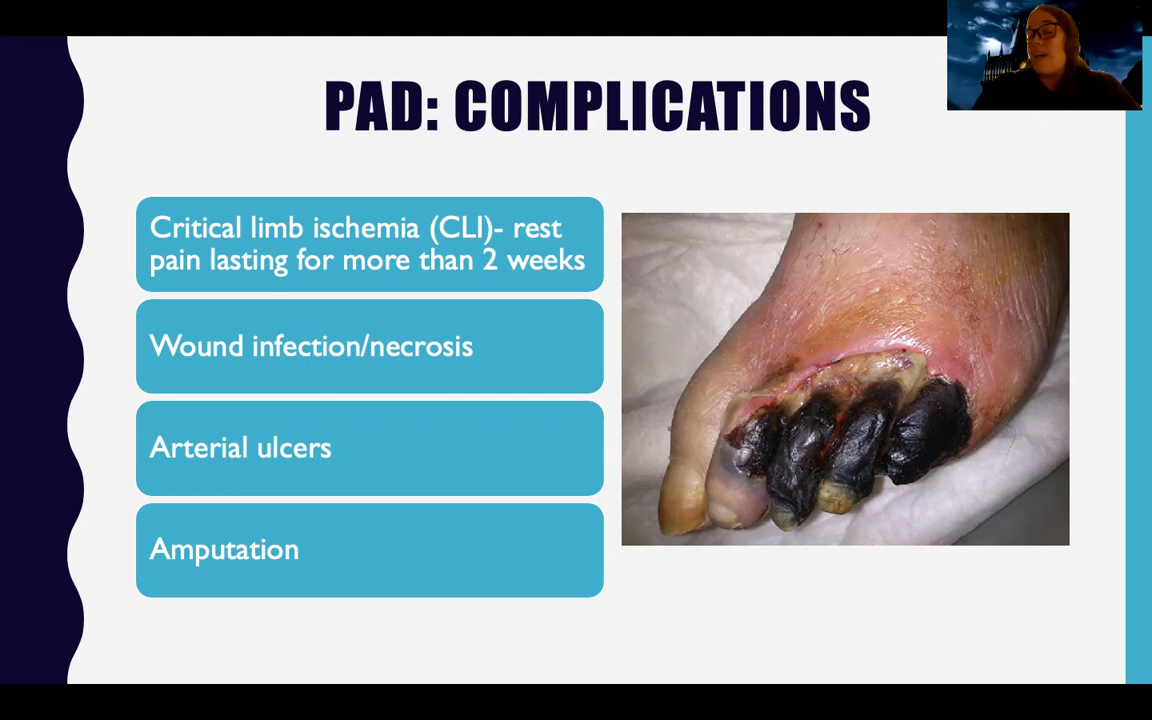 PAD: COMPLICATIONS
Critical limb ischemia (CLI)- rest
pain lasting for more than 2 weeks
Wound infection/necrosis
Arterial ulcers
Amputation